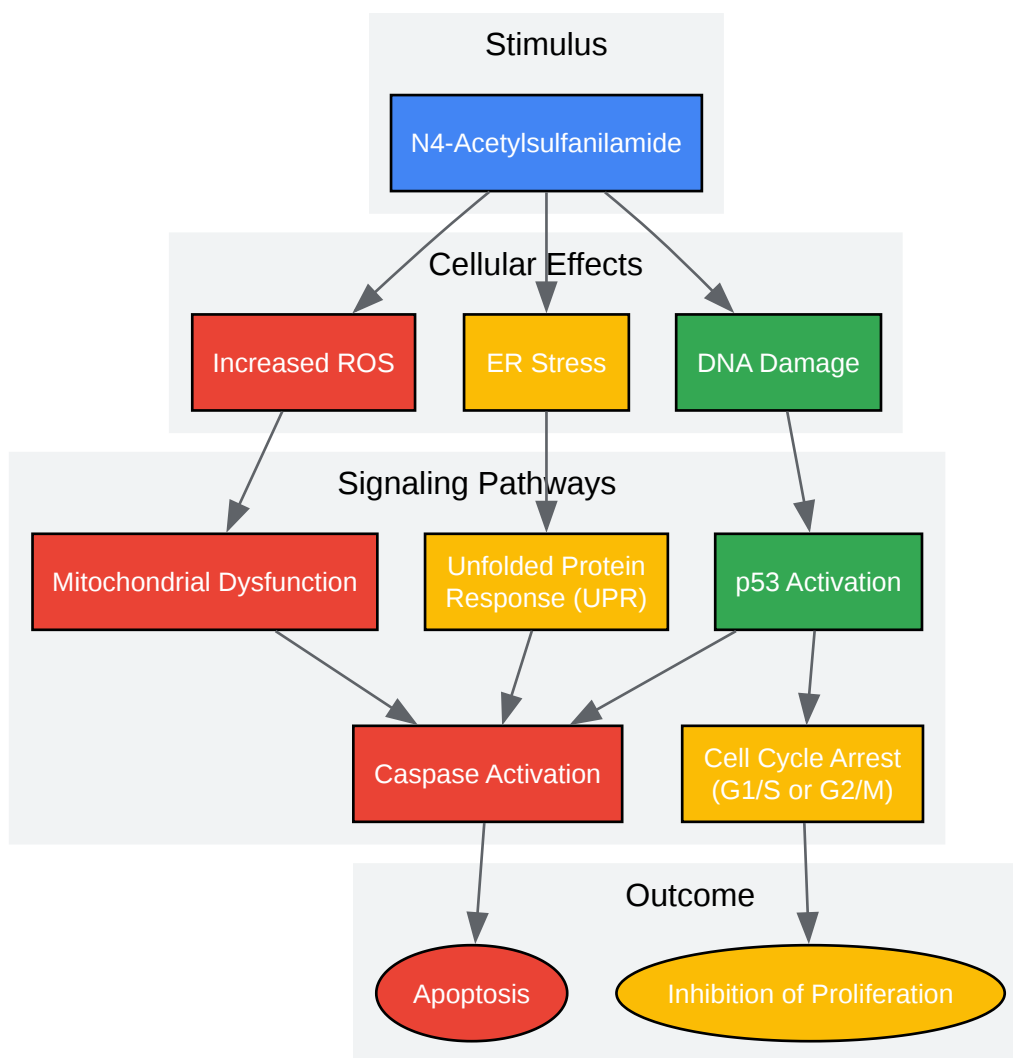 Stimulus
N4-Acetylsulfanilamide
Cellular Effects
Increased ROS
ER Stress
DNA Damage
Signaling Pathways
Mitochondrial Dysfunction
Unfolded Protein
Response (UPR)
p53 Activation
Caspase Activation
Cell Cycle Arrest
(G1/S or G2/M)
Outcome
Apoptosis
Inhibition of Proliferation